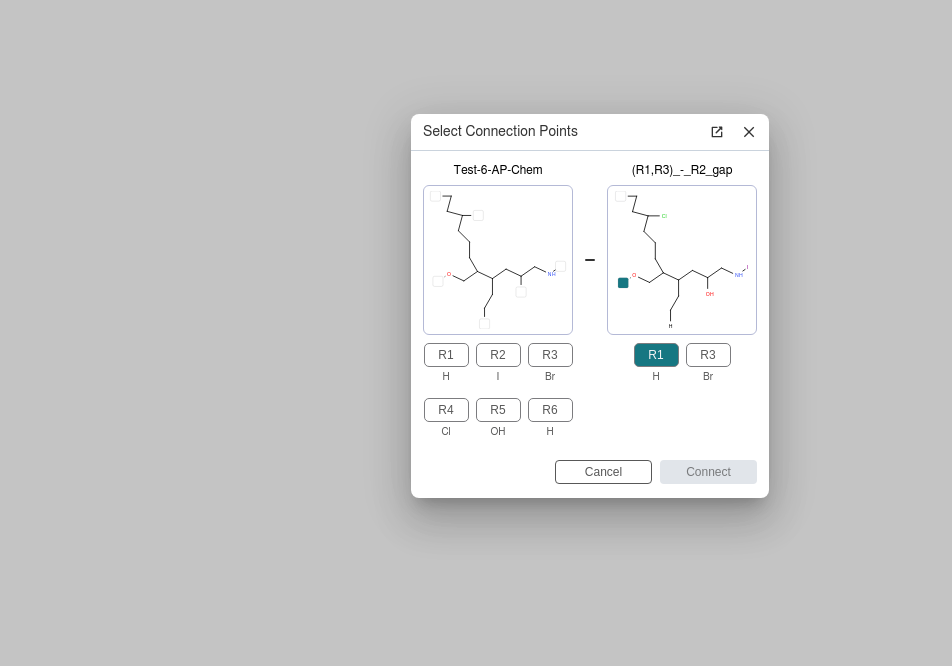 Select Connection Points
Test-6-AP-Chem
(R1,R3)_-_R2_gap
O
NH
–
Cl
O
NH
I
OH
H
R1 R2 R3
H I Br
R1 R3
H Br
R4 R5 R6
Cl OH H
Cancel Connect